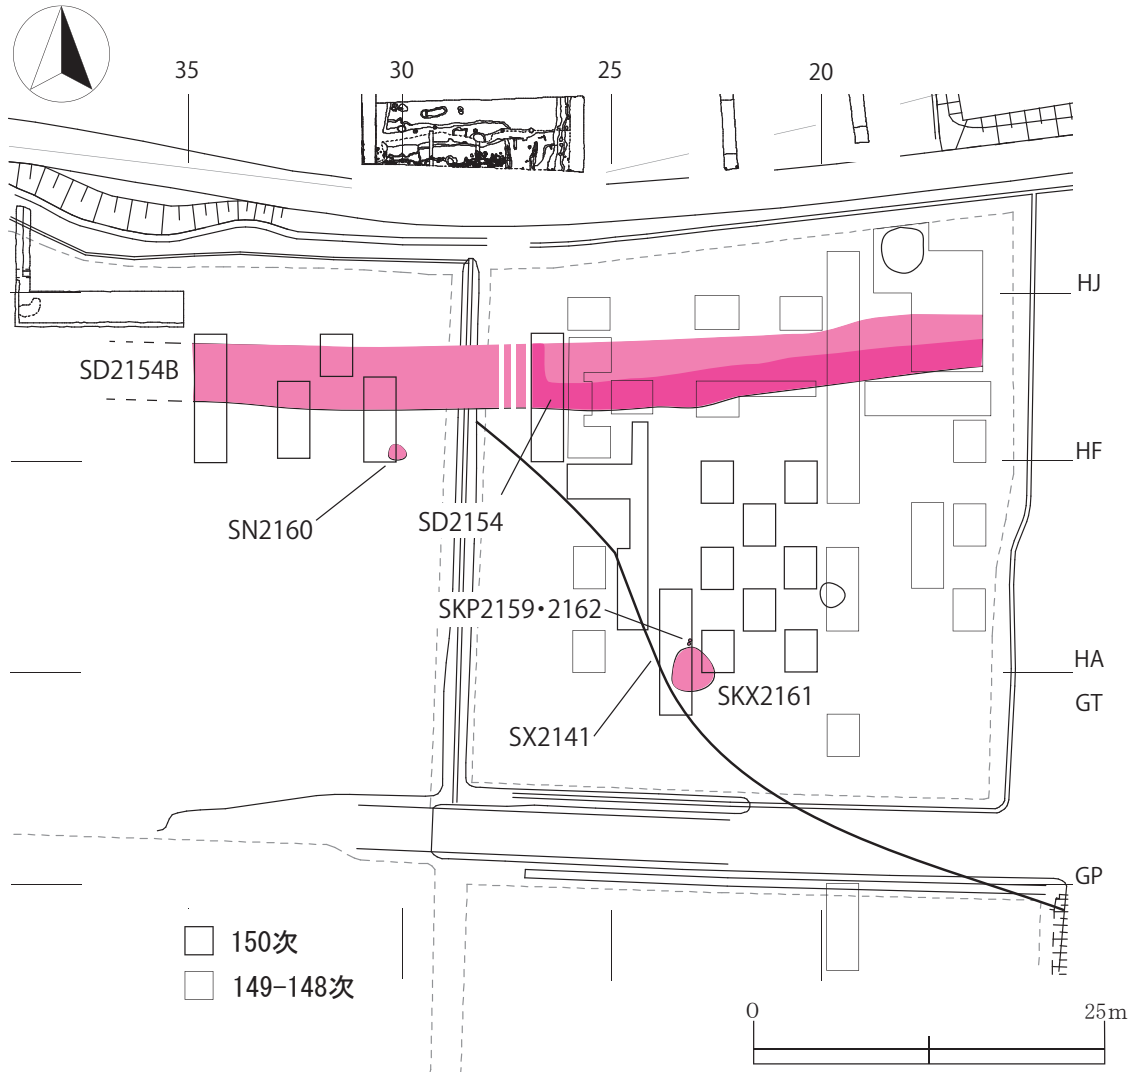 35
30
25
20
HJ
SD2154B
HF
SN2160
SD2154
SKP2159・2162
HA
SKX2161
GT
SX2141
GP
150次
149-148次
0
25m